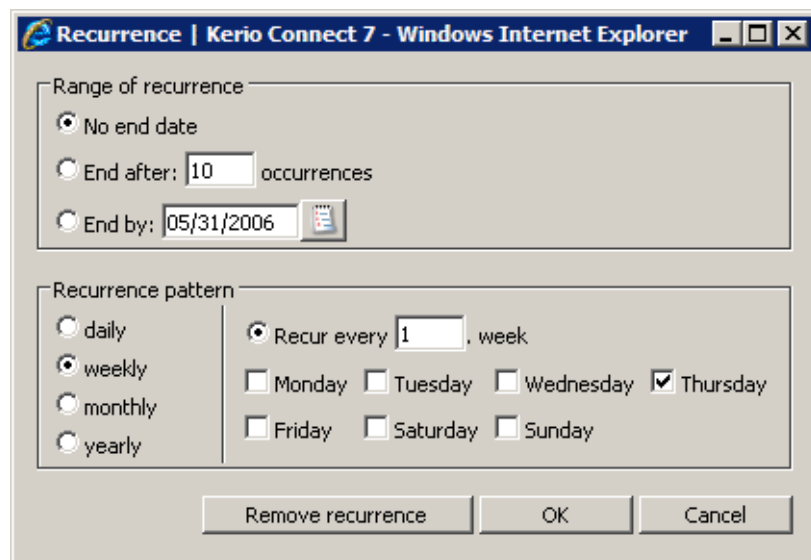 Recurrence | Kerio Connect 7 - Windows Internet Explorer
Range of recurrence
No end date
End after: 10 occurrences
End by: 05/31/2006
Recurrence pattern
daily
weekly
monthly
yearly
Recur every 1 . week
Monday Tuesday Wednesday Thursday
Friday Saturday Sunday
Remove recurrence OK Cancel